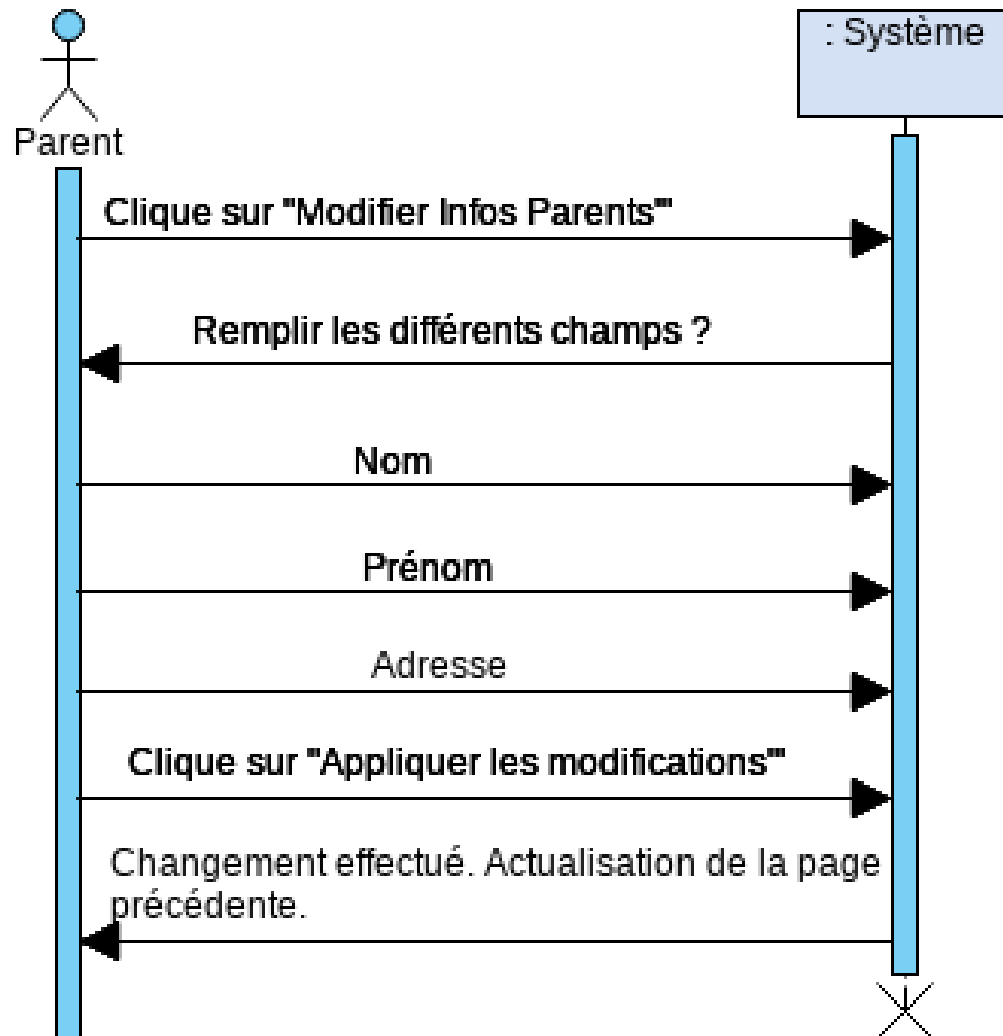 : Système
Parent
Clique sur "Modifier Infos Parents'"
Remplir les différents champs ?
Nom
Prénom
Adresse
Clique sur "Appliquer les modifications'"
Changement effectué. Actualisation de la page
précédente.